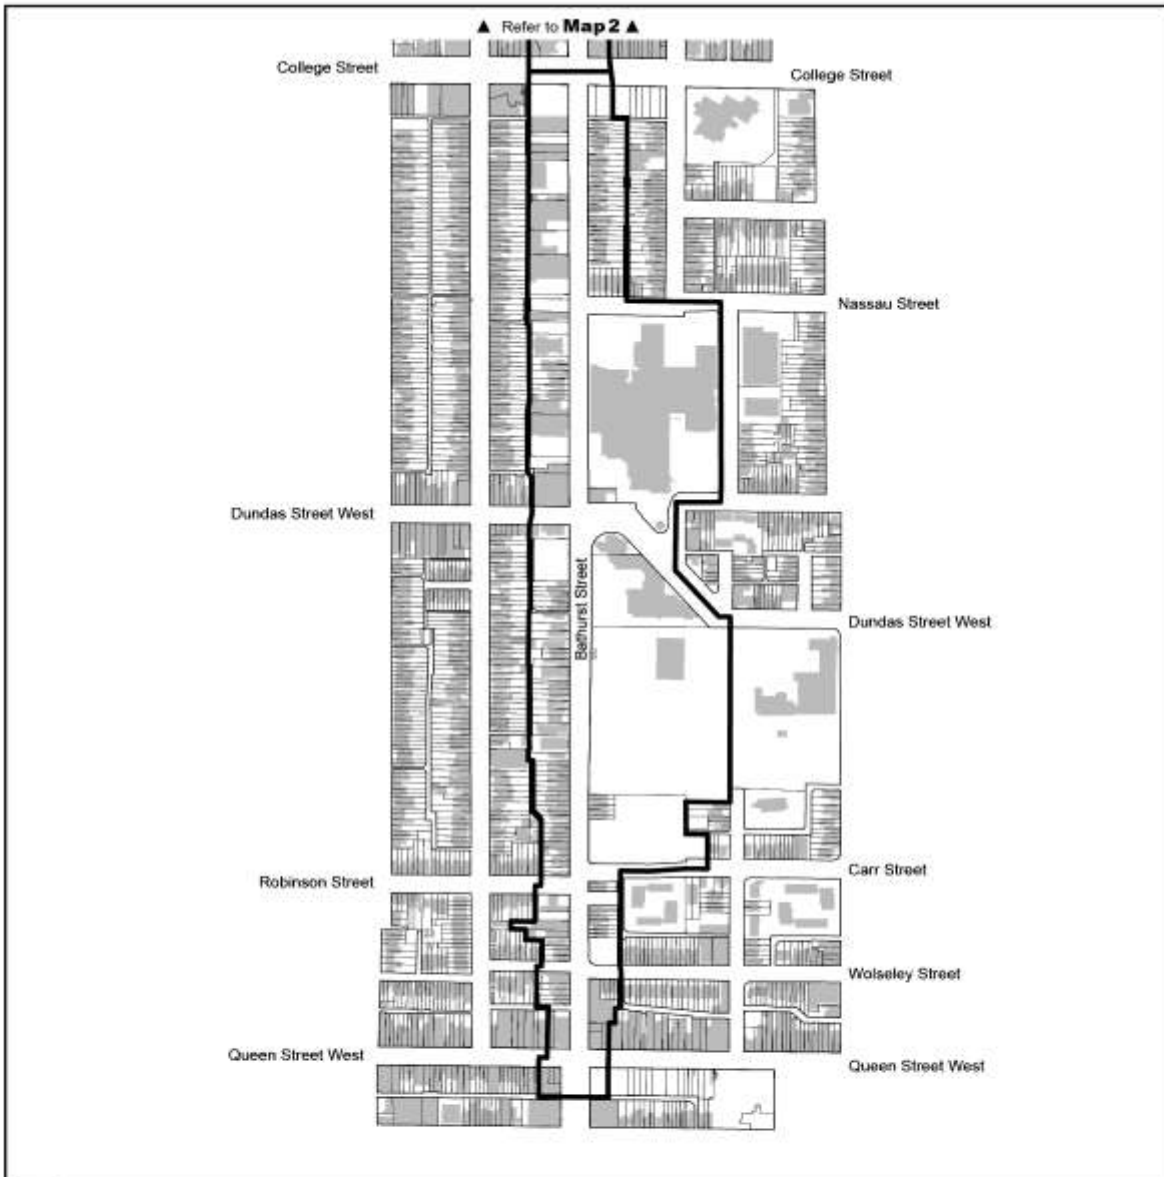 ▲ Refer to Map 2 ▲
College Street
College Street
Nassau Street
Dundas Street West
Bathurst Street
Dundas Street West
Carr Street
Robinson Street
Wolseley Street
Queen Street West
Queen Street West